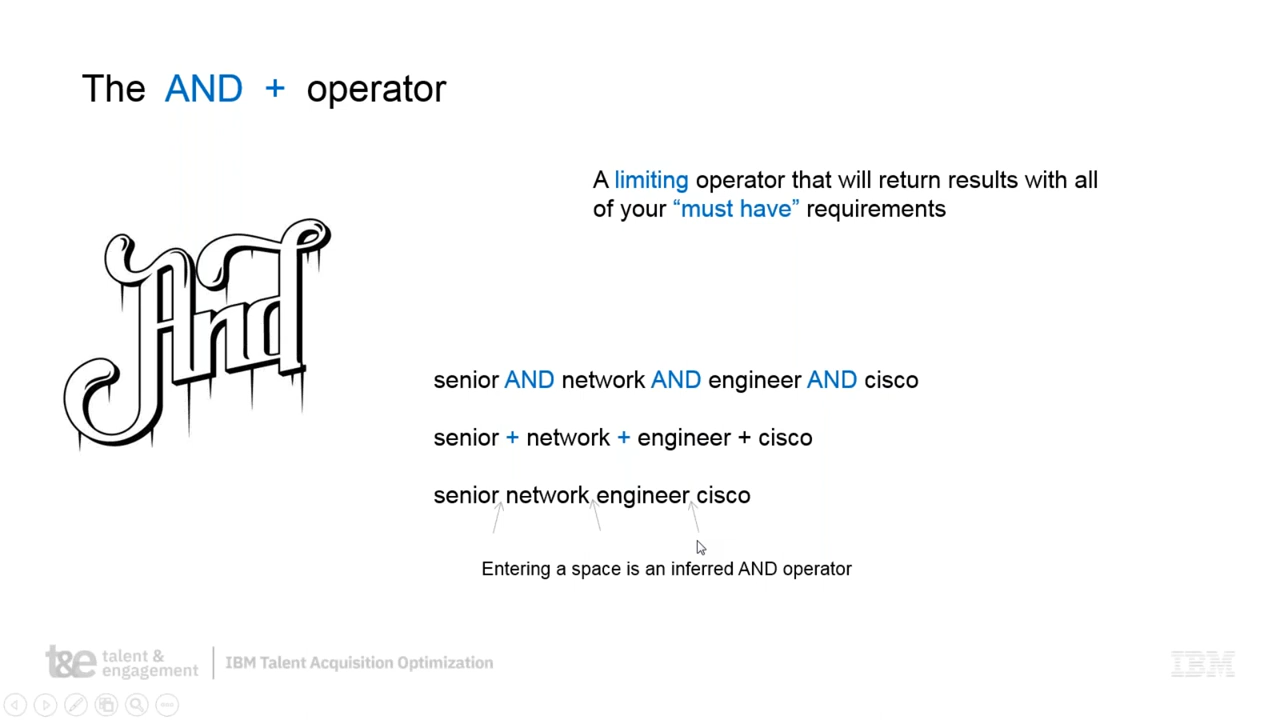 The AND + operator
A limiting operator that will return results with all
of your “must have” requirements
And
senior AND network AND engineer AND cisco
senior + network + engineer + cisco
senior network engineer cisco
Entering a space is an inferred AND operator
t&e talent &
engagement
IBM Talent Acquisition Optimization
IBM